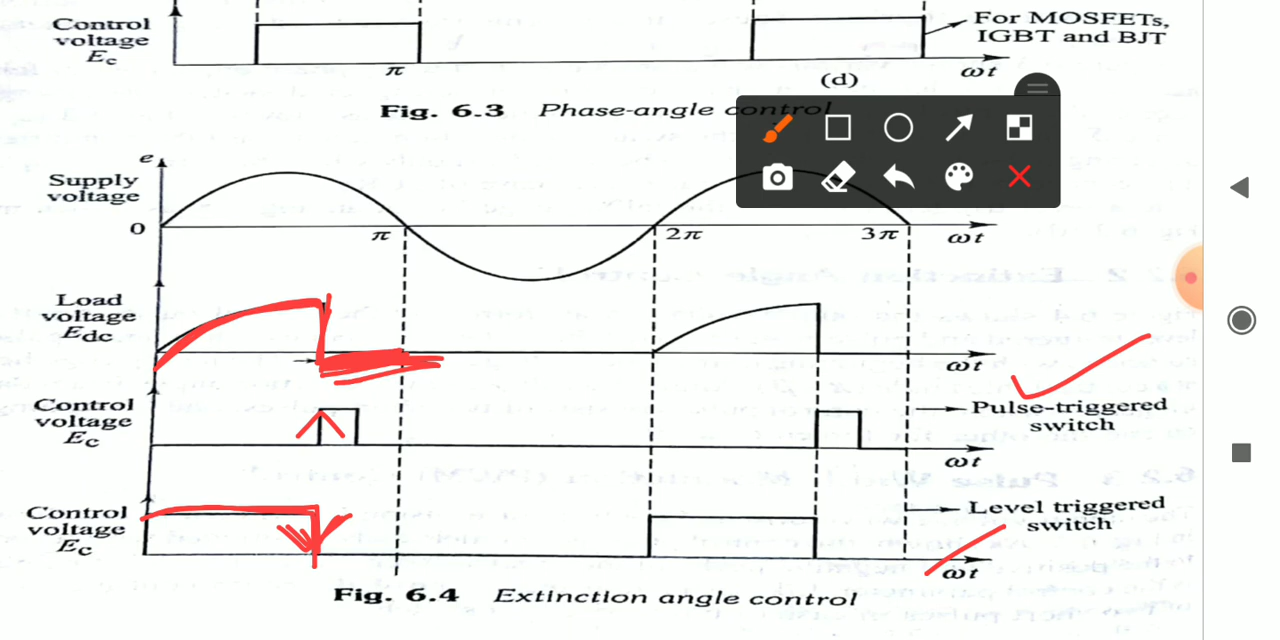 Control
voltage
Ec
π
For MOSFETs,
IGBT and BJT
ωt
(d)
Fig. 6.3 Phase-angle control
e
Supply
voltage
0
π
2π
3π
ωt
Load
voltage
Edc
ωt
Control
voltage
Ec
Pulse-triggered
switch
ωt
Control
voltage
Ec
Level triggered
switch
ωt
Fig. 6.4 Extinction angle control